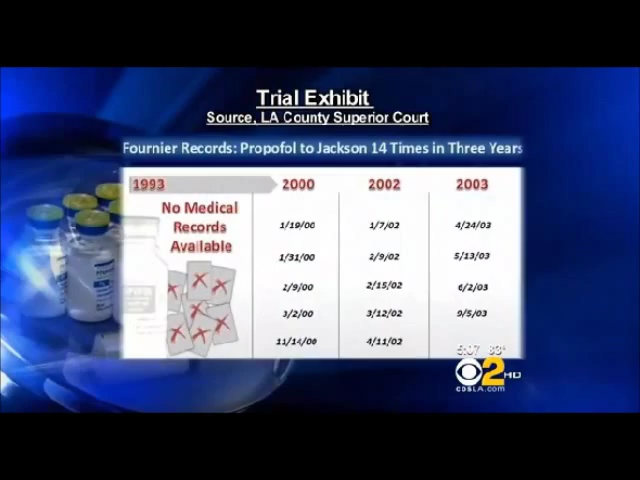 Trial Exhibit
Source, LA County Superior Court
Fournier Records: Propofol to Jackson 14 Times in Three Years
1993 2000 2002 2003
No Medical
Records
Available
1/19/00 1/7/02 4/24/03
1/31/00 2/9/02 5/13/03
2/9/00 2/15/02 6/2/03
3/2/00 3/12/02 9/5/03
11/14/00 4/11/02
5:07 83°
2 HD
CBSLA.com